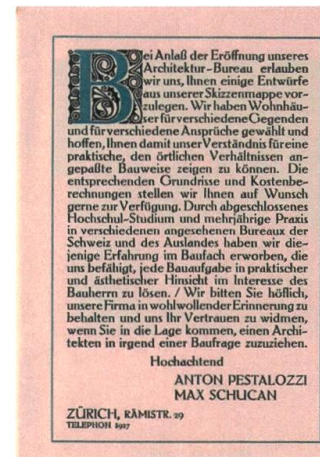 Bei Anlaß der Eröffnung unseres
Architektur-Bureau erlauben
wir uns, Ihnen einige Entwürfe
aus unserer Skizzenmappe vor-
zulegen. Wir haben Wohnhäu-
ser für verschiedene Gegenden
und für verschiedene Ansprüche gewählt und
hoffen, Ihnen damit unser Verständnis für eine
praktische, den örtlichen Verhältnissen an-
gepaßte Bauweise zeigen zu können. Die
entsprechenden Grundrisse und Kostenbe-
rechnungen stellen wir Ihnen auf Wunsch
gerne zur Verfügung. Durch abgeschlossenes
Hochschul-Studium und mehrjährige Praxis
in verschiedenen angesehenen Bureaux der
Schweiz und des Auslandes haben wir die-
jenige Erfahrung im Baufach erworben, die
uns befähigt, jede Bauaufgabe in praktischer
und ästhetischer Hinsicht im Interesse des
Bauherrn zu lösen. / Wir bitten Sie höflich,
unsere Firma in wohlwollender Erinnerung zu
behalten und uns Ihr Vertrauen zu widmen,
wenn Sie in die Lage kommen, einen Archi-
tekten in irgend einer Baufrage zuzuziehen.
Hochachtend
ANTON PESTALOZZI
MAX SCHUCAN
ZÜRICH, RÄMISTR. 29
TELEPHON 8927